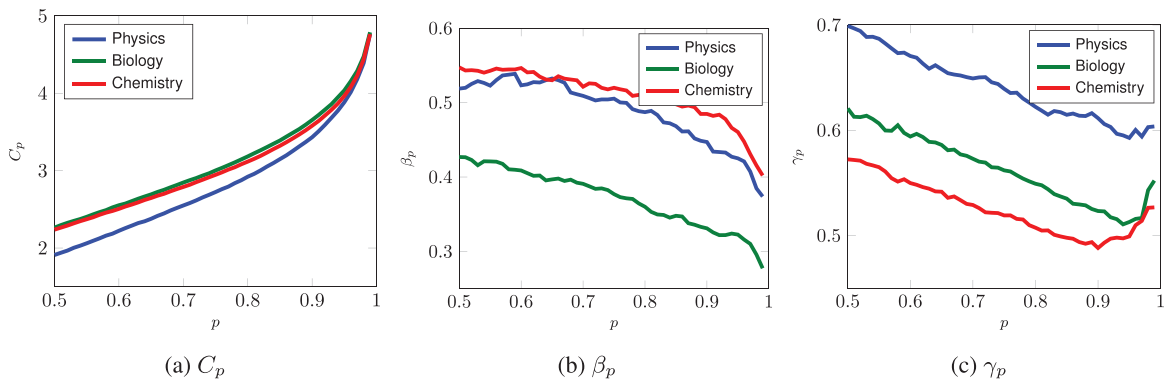 5
4
3
2
C_p
0.5 0.6 0.7 0.8 0.9 1
p
Physics
Biology
Chemistry
(a) C_p
0.6
0.5
0.4
0.3
β_p
0.5 0.6 0.7 0.8 0.9 1
p
Physics
Biology
Chemistry
(b) β_p
0.7
0.6
0.5
γ_p
0.5 0.6 0.7 0.8 0.9 1
p
Physics
Biology
Chemistry
(c) γ_p